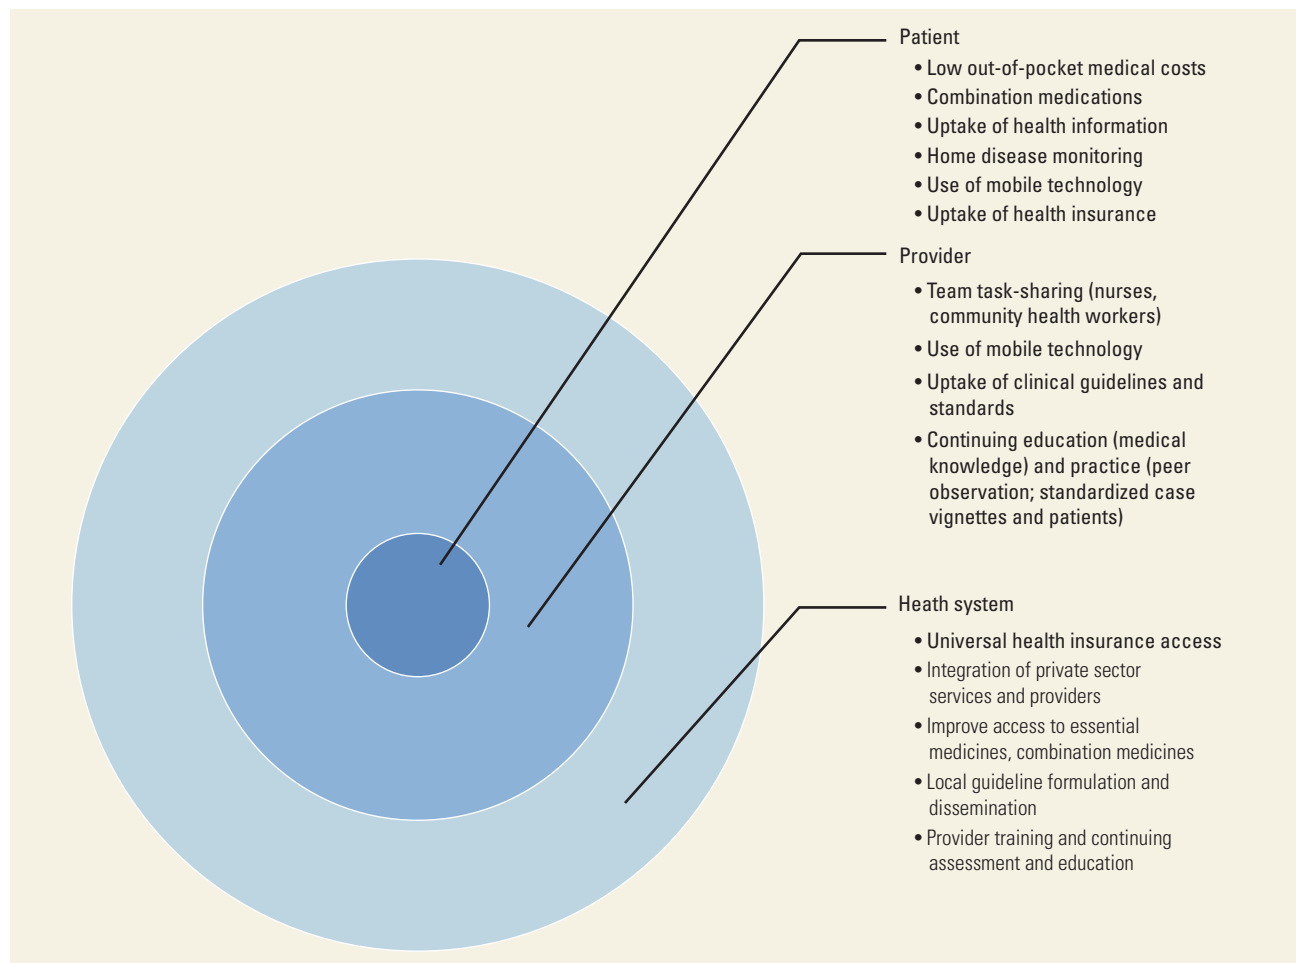 Patient
• Low out-of-pocket medical costs
• Combination medications
• Uptake of health information
• Home disease monitoring
• Use of mobile technology
• Uptake of health insurance
Provider
• Team task-sharing (nurses,
community health workers)
• Use of mobile technology
• Uptake of clinical guidelines and
standards
• Continuing education (medical
knowledge) and practice (peer
observation; standardized case
vignettes and patients)
Heath system
• Universal health insurance access
• Integration of private sector
services and providers
• Improve access to essential
medicines, combination medicines
• Local guideline formulation and
dissemination
• Provider training and continuing
assessment and education